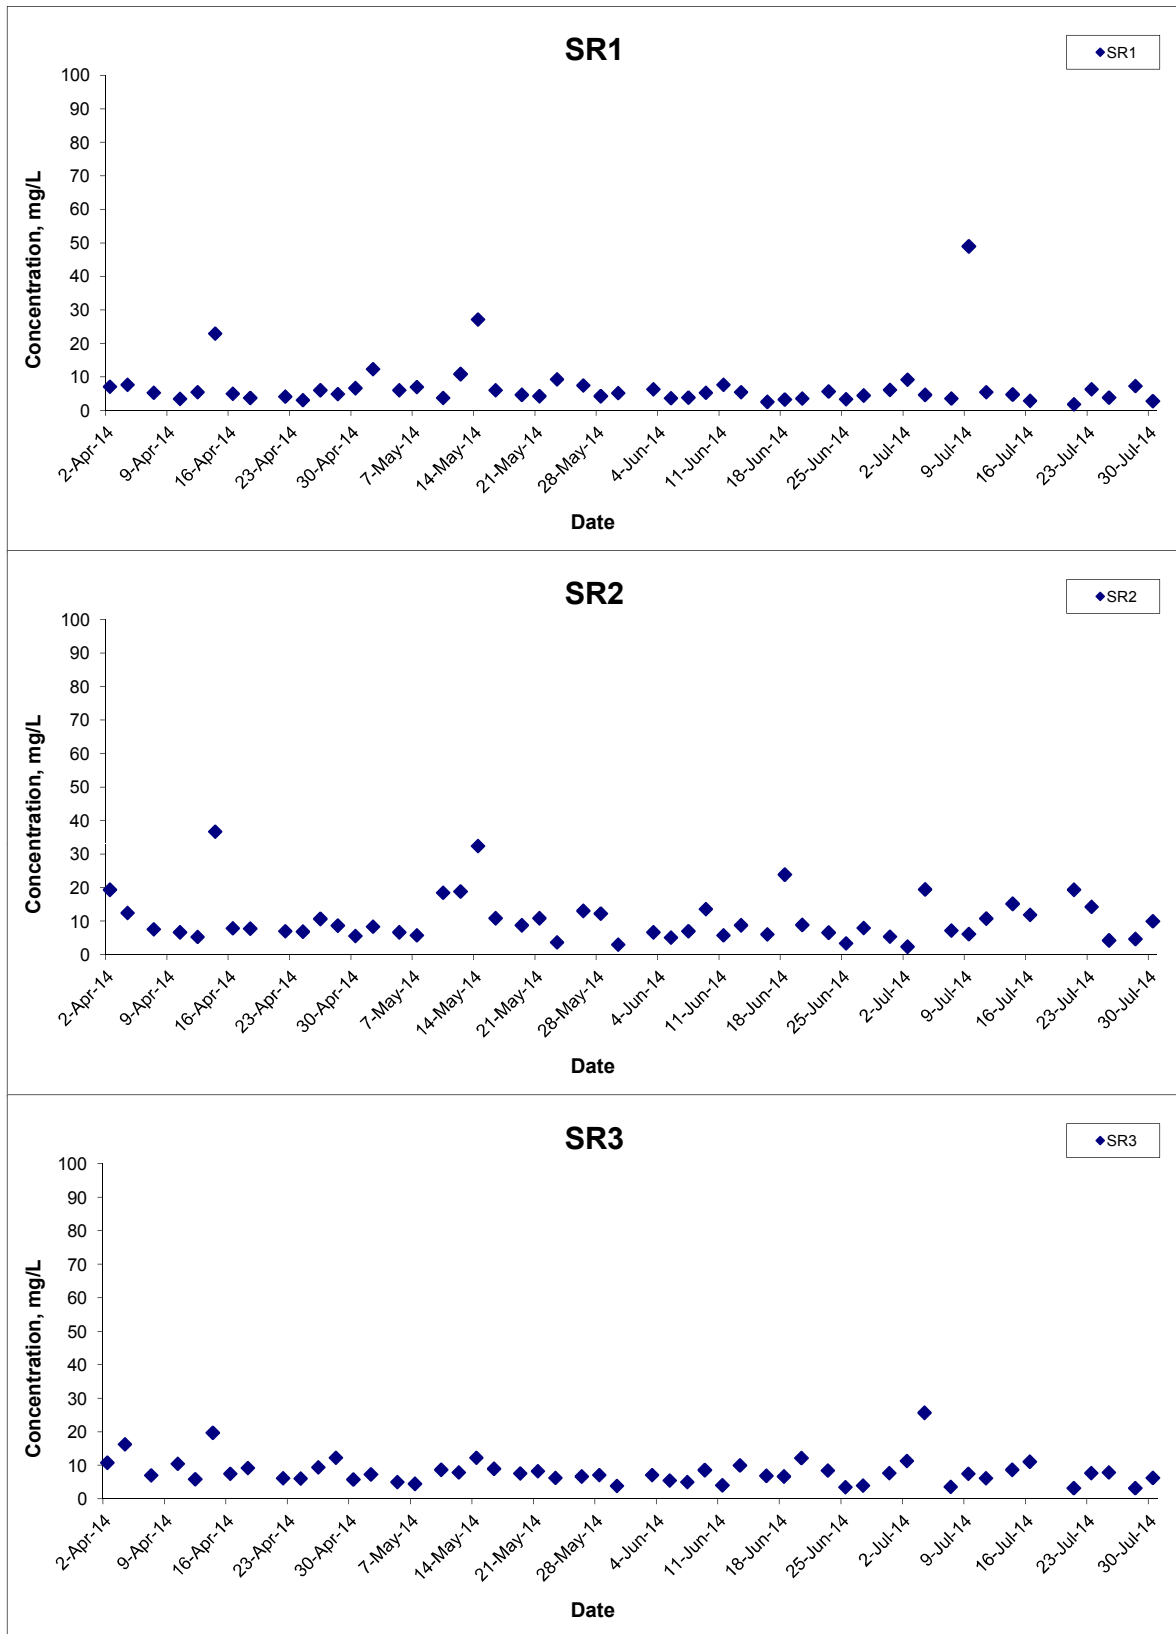 SR1
SR1
Concentration, mg/L
100
90
80
70
60
50
40
30
20
10
0
2-Apr-14
9-Apr-14
16-Apr-14
23-Apr-14
30-Apr-14
7-May-14
14-May-14
21-May-14
28-May-14
4-Jun-14
11-Jun-14
18-Jun-14
25-Jun-14
2-Jul-14
9-Jul-14
16-Jul-14
23-Jul-14
30-Jul-14
Date
SR2
SR2
Concentration, mg/L
100
90
80
70
60
50
40
30
20
10
0
2-Apr-14
9-Apr-14
16-Apr-14
23-Apr-14
30-Apr-14
7-May-14
14-May-14
21-May-14
28-May-14
4-Jun-14
11-Jun-14
18-Jun-14
25-Jun-14
2-Jul-14
9-Jul-14
16-Jul-14
23-Jul-14
30-Jul-14
Date
SR3
SR3
Concentration, mg/L
100
90
80
70
60
50
40
30
20
10
0
2-Apr-14
9-Apr-14
16-Apr-14
23-Apr-14
30-Apr-14
7-May-14
14-May-14
21-May-14
28-May-14
4-Jun-14
11-Jun-14
18-Jun-14
25-Jun-14
2-Jul-14
9-Jul-14
16-Jul-14
23-Jul-14
30-Jul-14
Date